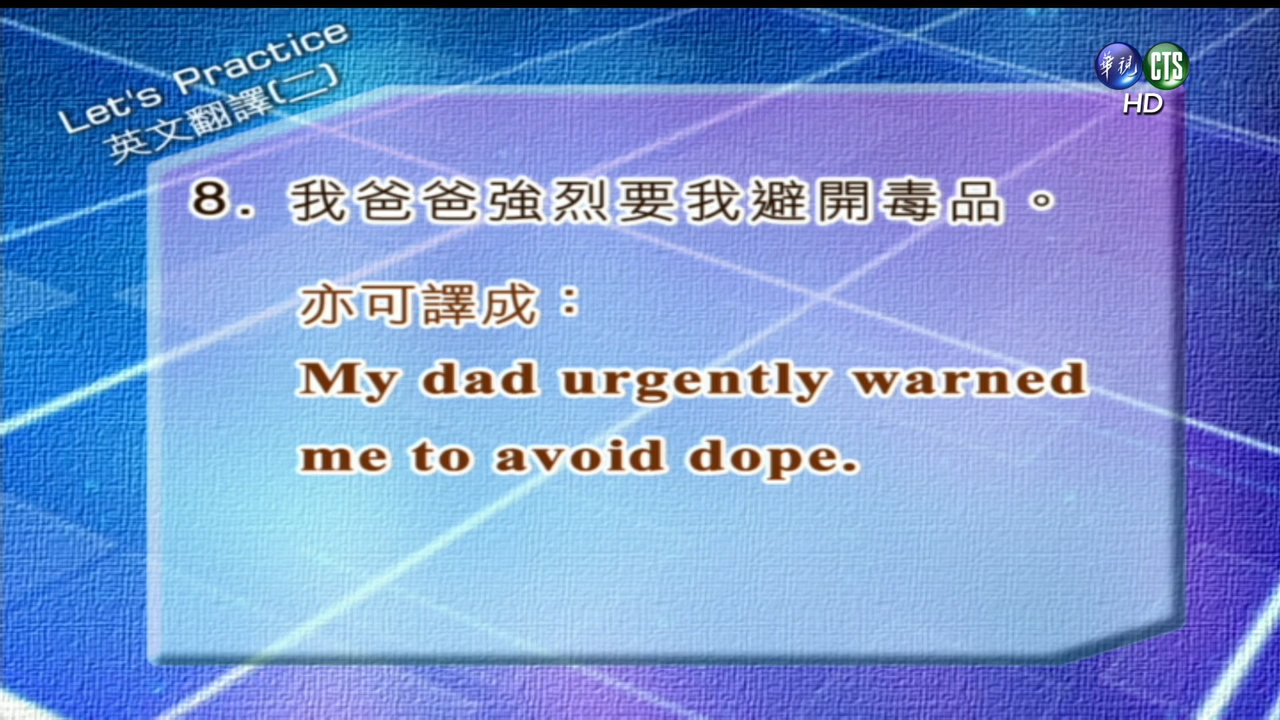 Let's Practice
英文翻譯(二)
華視 CTS
HD
8. 我爸爸強烈要我避開毒品。
亦可譯成：
My dad urgently warned
me to avoid dope.